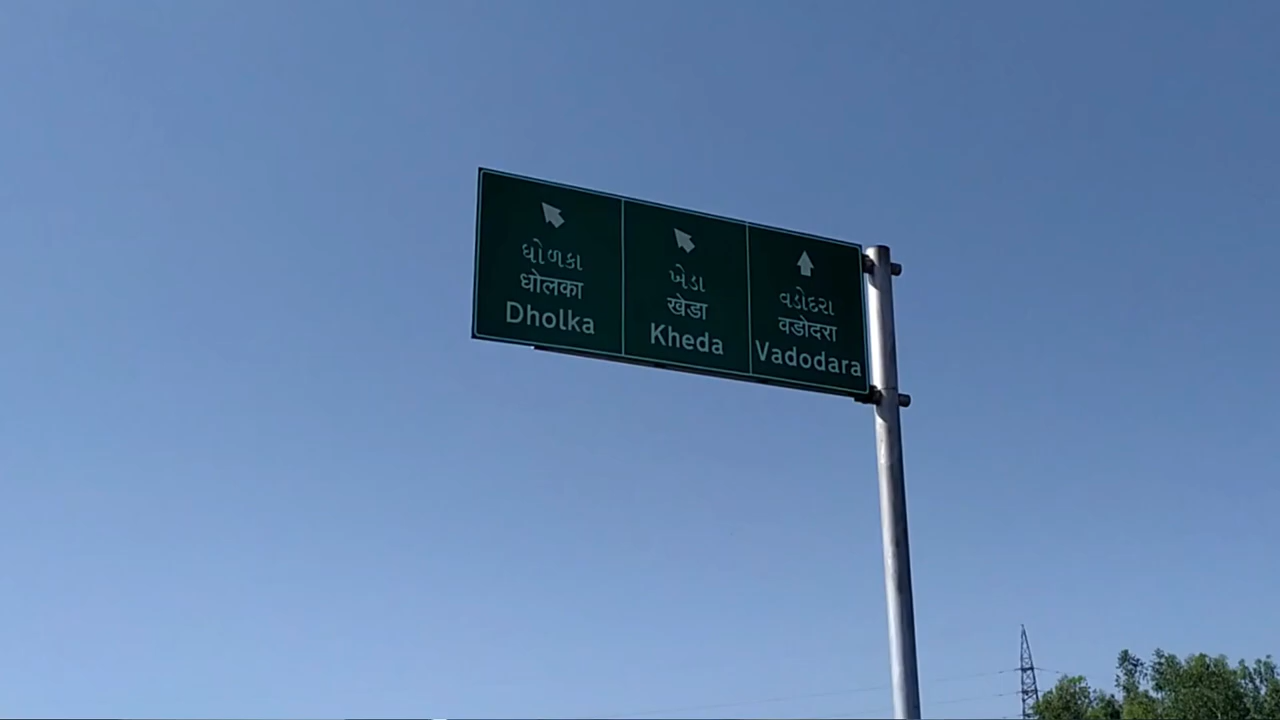 ધોળકા
धोलका
Dholka
ખેડા
खेडा
Kheda
વડોદરા
वडोदरा
Vadodara